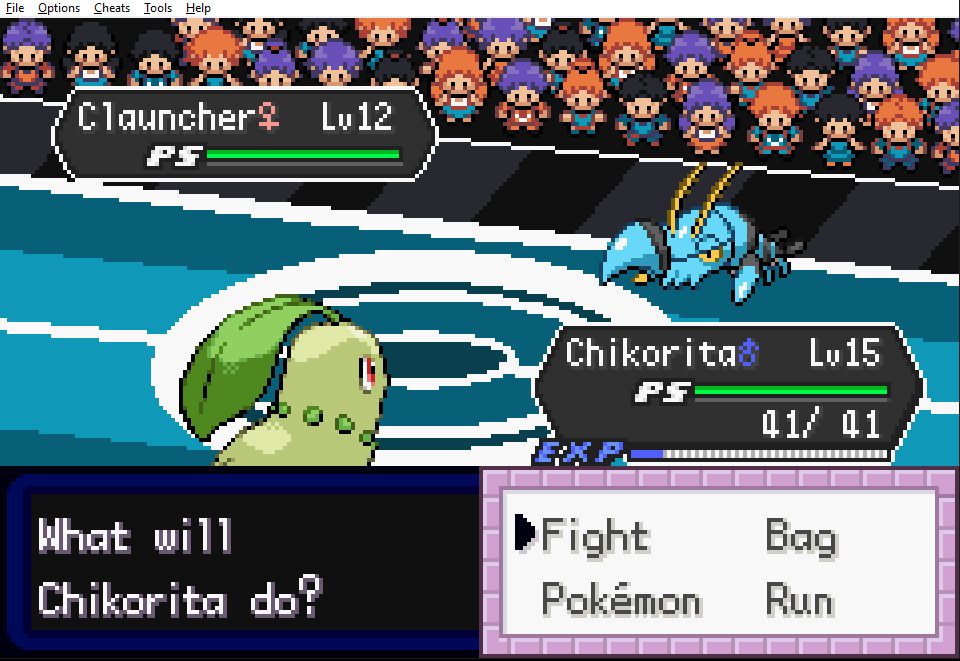 File Options Cheats Tools Help
Clauncher♀ Lv12
PS
Chikorita♂ Lv15
PS
41/ 41
EXP
What will
Chikorita do?
Fight Bag
Pokémon Run